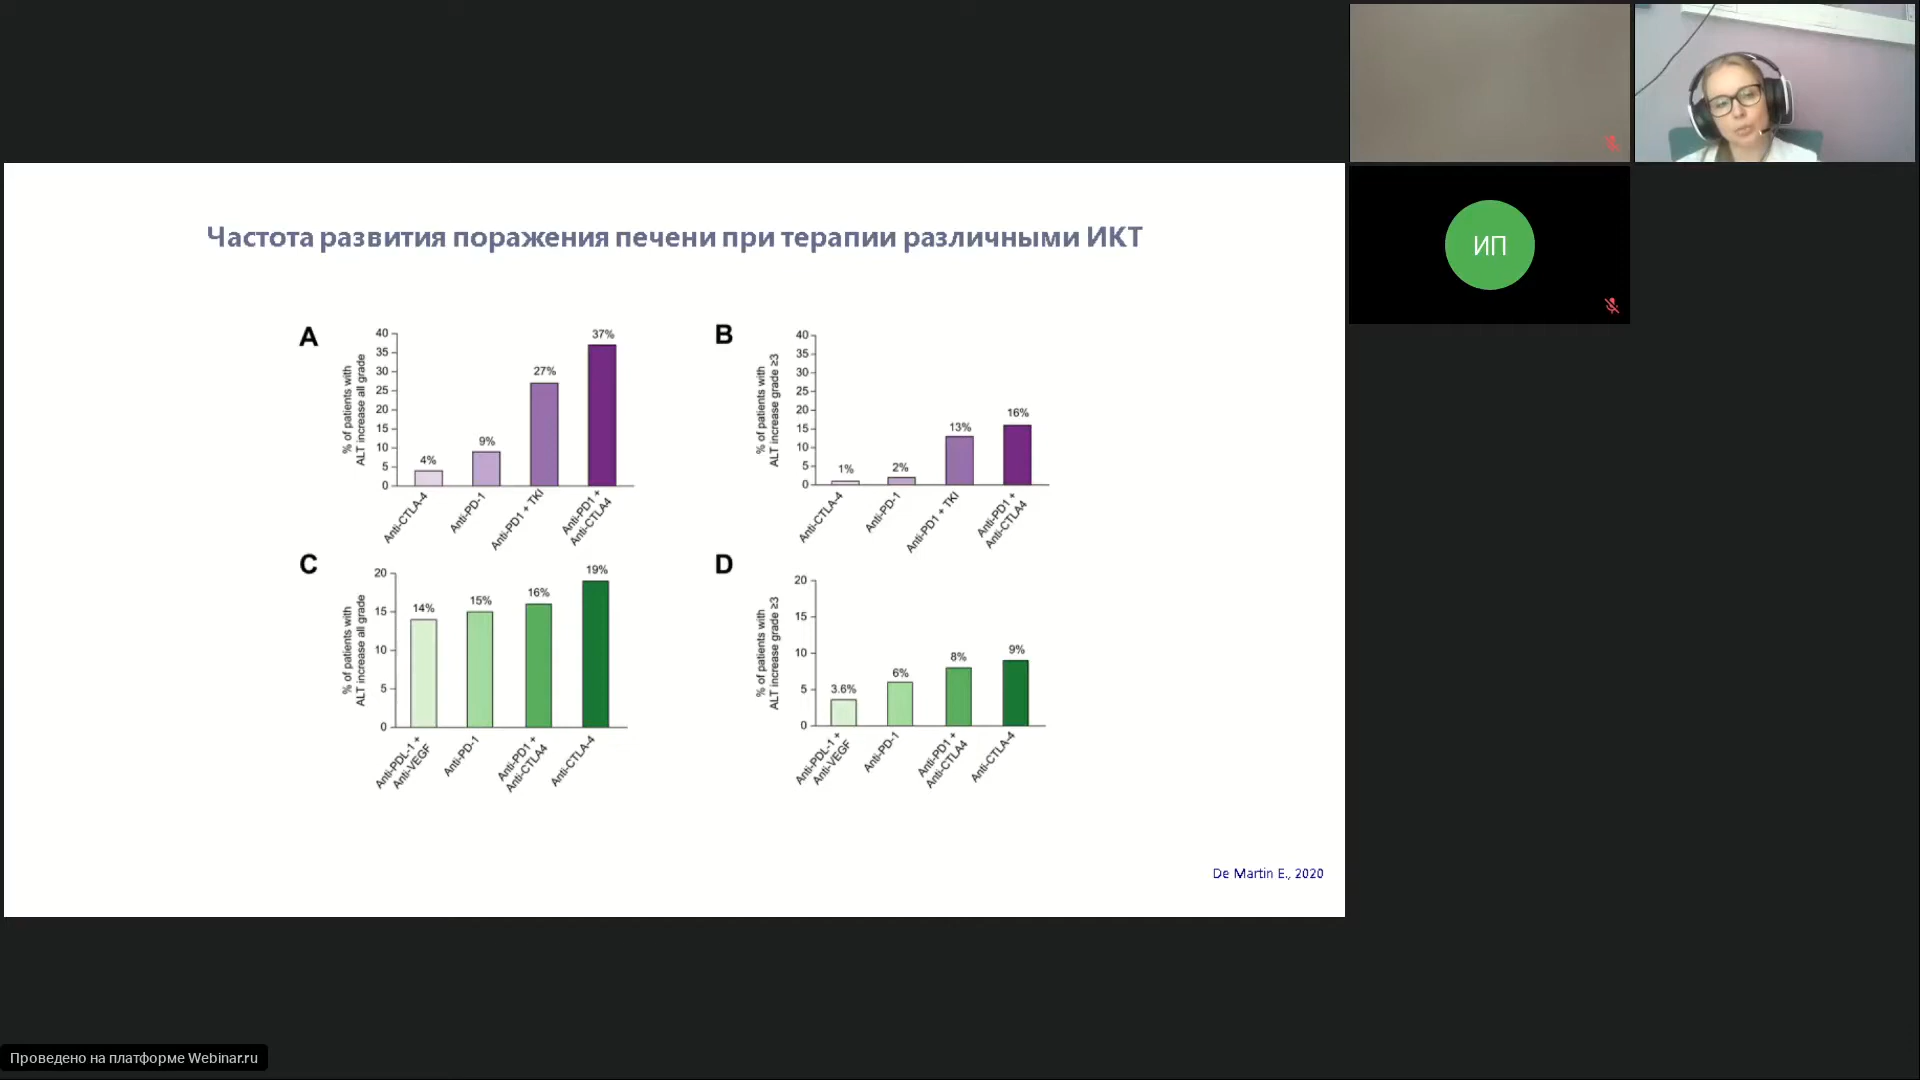 ИП
Частота развития поражения печени при терапии различными ИКТ
A
% of patients with
ALT increase all grade
40
35
30
25
20
15
10
5
0
4%
9%
27%
37%
Anti-CTLA-4
Anti-PD-1
Anti-PD1 + TKI
Anti-PD1 +
Anti-CTLA4
B
% of patients with
ALT increase grade ≥3
40
35
30
25
20
15
10
5
0
1%
2%
13%
16%
Anti-CTLA-4
Anti-PD-1
Anti-PD1 + TKI
Anti-PD1 +
Anti-CTLA4
C
% of patients with
ALT increase all grade
20
15
10
5
0
14%
15%
16%
19%
Anti-PDL-1 +
Anti-VEGF
Anti-PD-1
Anti-PD1 +
Anti-CTLA4
Anti-CTLA-4
D
% of patients with
ALT increase grade ≥3
20
15
10
5
0
3.6%
6%
8%
9%
Anti-PDL-1 +
Anti-VEGF
Anti-PD-1
Anti-PD1 +
Anti-CTLA4
Anti-CTLA-4
De Martin E., 2020
Проведено на платформе Webinar.ru